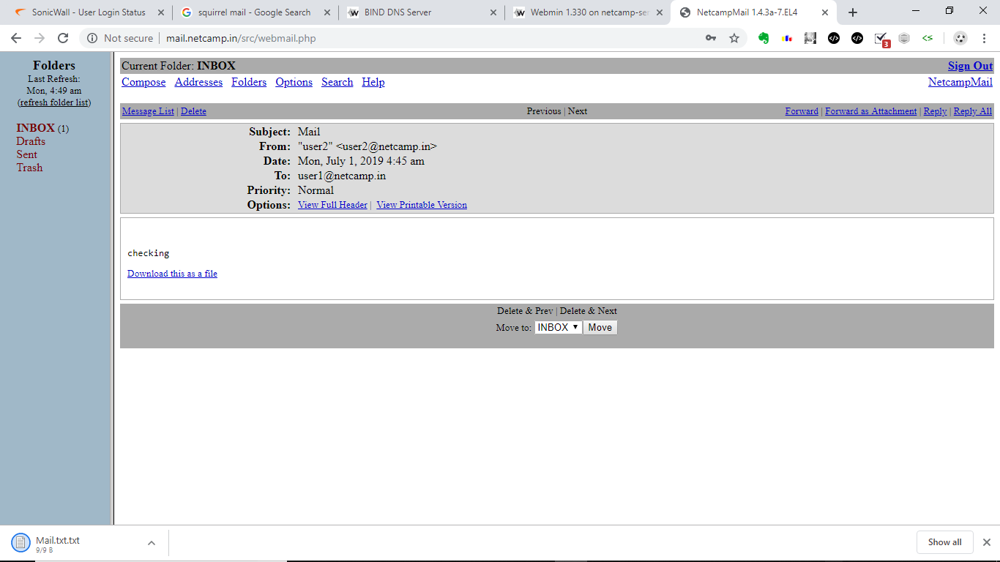 SonicWall - User Login Status
squirrel mail - Google Search
BIND DNS Server
Webmin 1.330 on netcamp-ser
NetcampMail 1.4.3a-7.EL4
Not secure | mail.netcamp.in/src/webmail.php
3
Folders
Last Refresh:
Mon, 4:49 am
(refresh folder list)
INBOX (1)
Drafts
Sent
Trash
Current Folder: INBOX Sign Out
Compose Addresses Folders Options Search Help NetcampMail
Message List | Delete Previous | Next Forward | Forward as Attachment | Reply | Reply All
Subject: Mail
From: "user2" <user2@netcamp.in>
Date: Mon, July 1, 2019 4:45 am
To: user1@netcamp.in
Priority: Normal
Options: View Full Header | View Printable Version
checking
Download this as a file
Delete & Prev | Delete & Next
Move to: INBOX Move
Mail.txt.txt
9/9 B
Show all